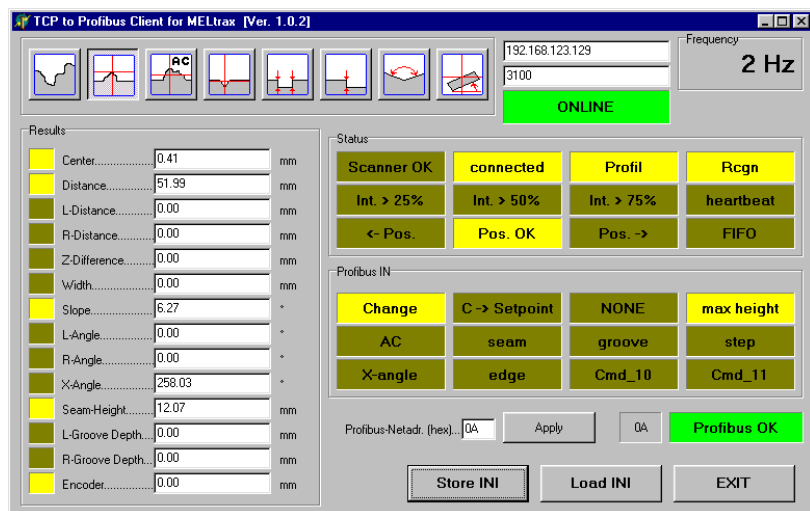 TCP to Profibus Client for MELtrax [Ver. 1.0.2]
AC
192.168.123.129
3100
ONLINE
Frequency
2 Hz
Results
Center................ 0.41 mm
Distance............. 51.99 mm
L-Distance.......... 0.00 mm
R-Distance.......... 0.00 mm
Z-Difference........ 0.00 mm
Width................. 0.00 mm
Slope................. 6.27 °
L-Angle.............. 0.00 °
R-Angle.............. 0.00 °
X-Angle.............. 258.03 °
Seam-Height....... 12.07 mm
L-Groove Depth... 0.00 mm
R-Groove Depth... 0.00 mm
Encoder.............. 0.00 mm
Status
Scanner OK connected Profil Rcgn
Int. > 25% Int. > 50% Int. > 75% heartbeat
<- Pos. Pos. OK Pos. -> FIFO
Profibus IN
Change C -> Setpoint NONE max height
AC seam groove step
X-angle edge Cmd_10 Cmd_11
Profibus-Netadr. (hex)... 0A Apply 0A Profibus OK
Store INI Load INI EXIT